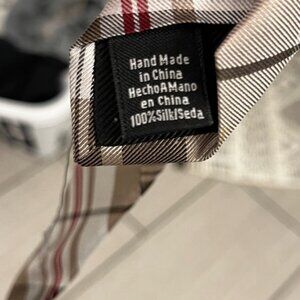 Hand Made
in China
HechoAMano
en China
100%Silk/Seda